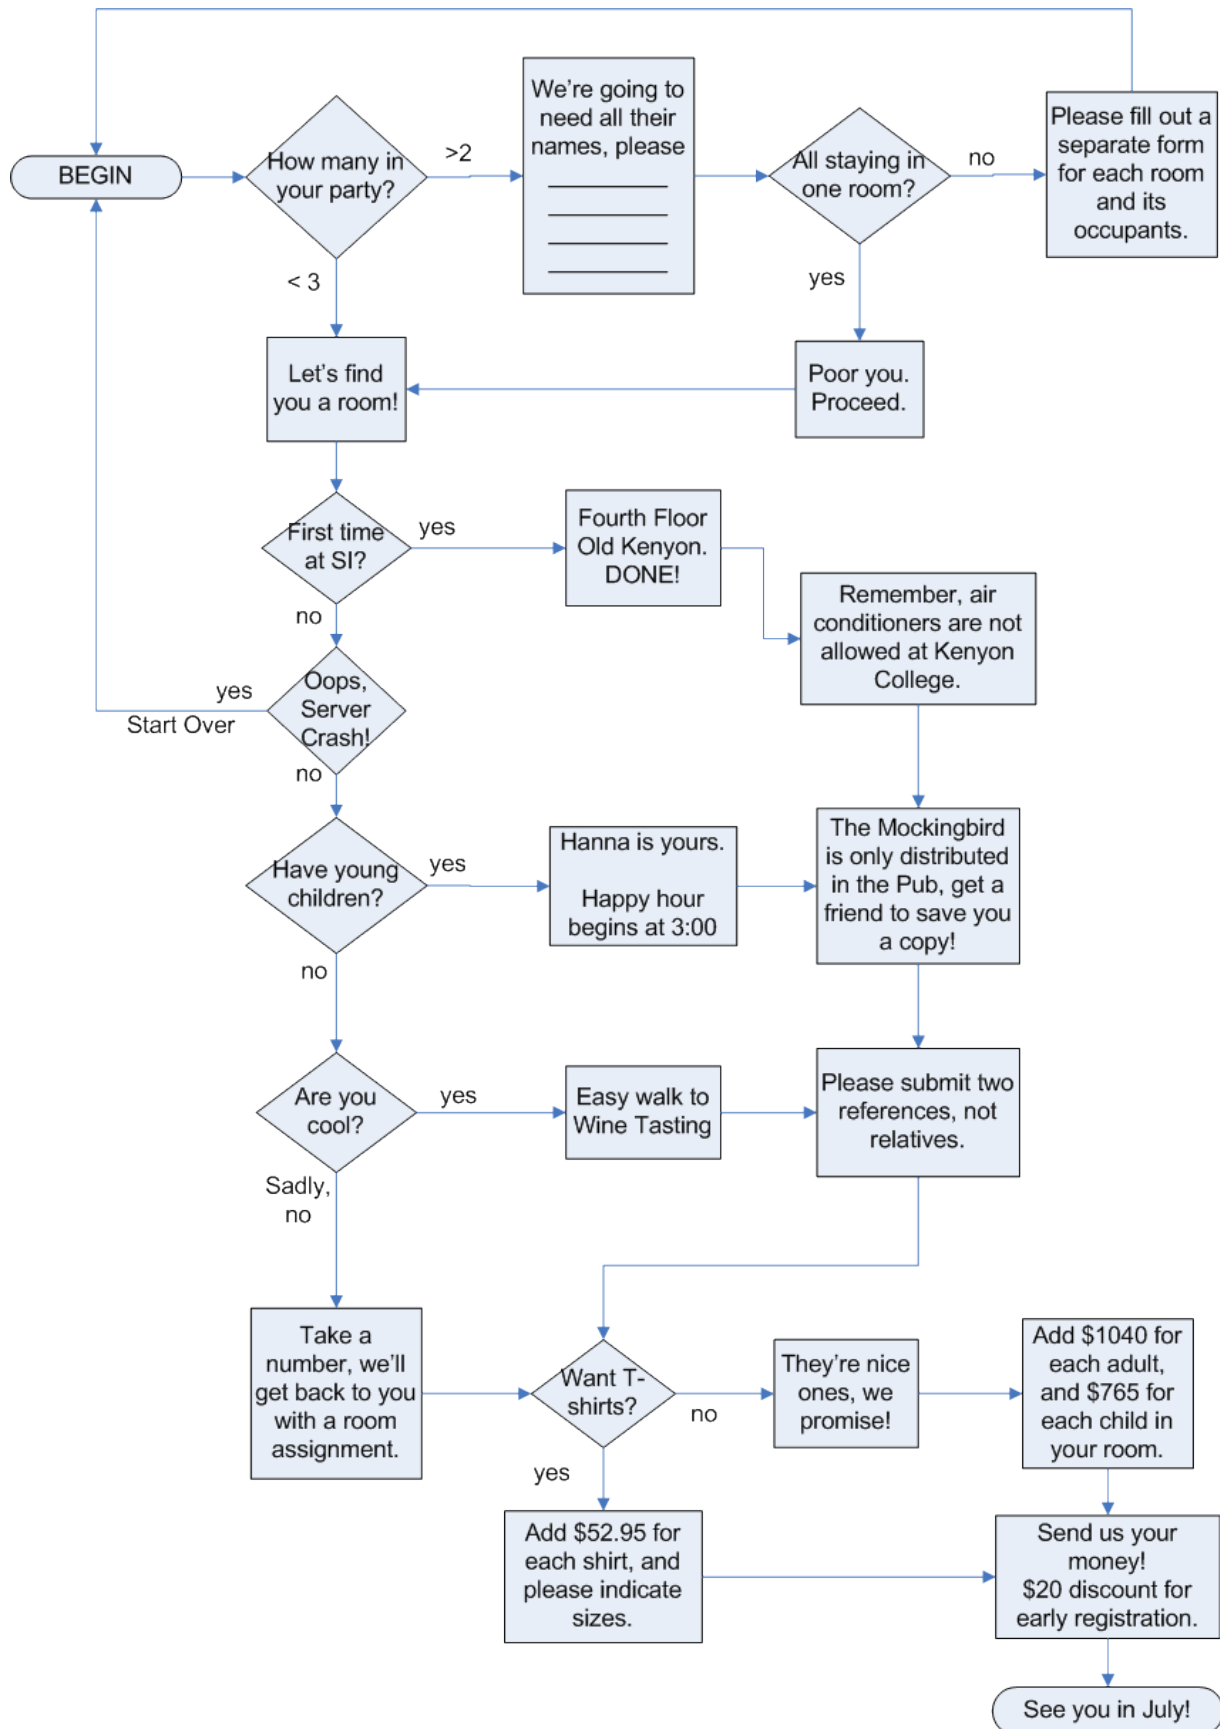 BEGIN
How many in
your party?
>2
< 3
We're going to
need all their
names, please
All staying in
one room?
no
yes
Please fill out a
separate form
for each room
and its
occupants.
Let's find
you a room!
Poor you.
Proceed.
First time
at SI?
yes
no
Fourth Floor
Old Kenyon.
DONE!
Remember, air
conditioners are not
allowed at Kenyon
College.
Oops,
Server
Crash!
yes
Start Over
no
Have young
children?
yes
no
Hanna is yours.
Happy hour
begins at 3:00
The Mockingbird
is only distributed
in the Pub, get a
friend to save you
a copy!
Are you
cool?
yes
Sadly,
no
Easy walk to
Wine Tasting
Please submit two
references, not
relatives.
Take a
number, we'll
get back to you
with a room
assignment.
Want T-
shirts?
no
yes
They're nice
ones, we
promise!
Add $1040 for
each adult,
and $765 for
each child in
your room.
Add $52.95 for
each shirt, and
please indicate
sizes.
Send us your
money!
$20 discount for
early registration.
See you in July!